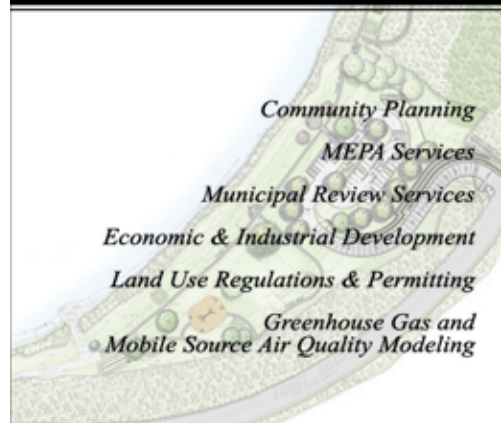 Community Planning
MEPA Services
Municipal Review Services
Economic & Industrial Development
Land Use Regulations & Permitting
Greenhouse Gas and
Mobile Source Air Quality Modeling